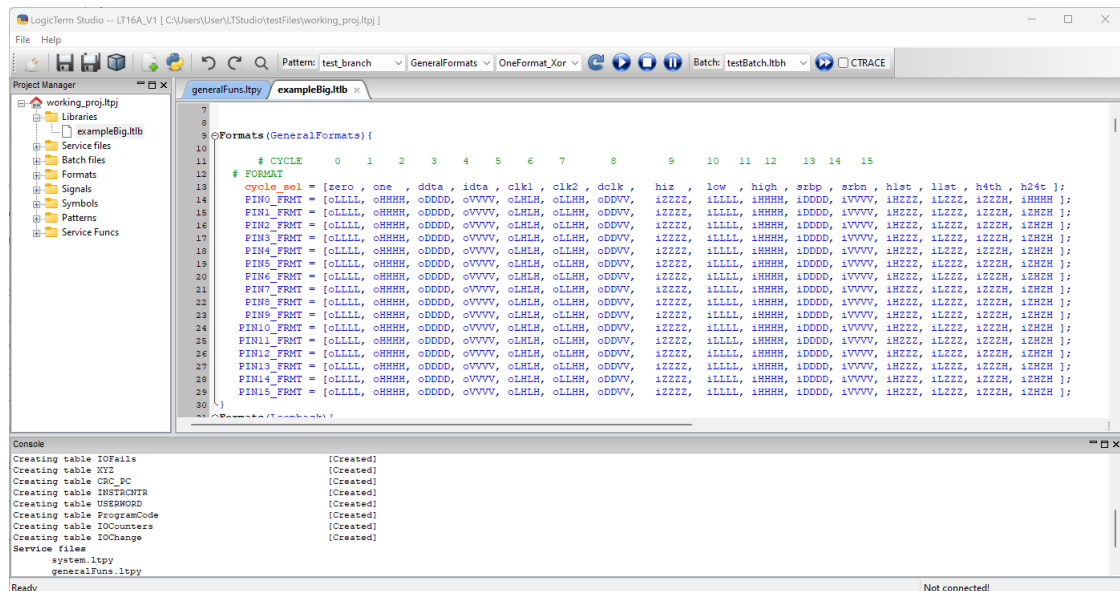 LogicTerm Studio -- LT16A_V1 [ C:\Users\User\LTStudio\testFiles\working_proj.ltpj ]
File Help
Pattern: test_branch GeneralFormats OneFormat_Xor Batch: testBatch.ltbh CTRACE
Project Manager
working_proj.ltpj
Libraries
exampleBig.ltlb
Service files
Batch files
Formats
Signals
Symbols
Patterns
Service Funcs
generalFuns.ltpy exampleBig.ltlb
7
8
9 Formats(GeneralFormats){
10
11 # CYCLE 0 1 2 3 4 5 6 7 8 9 10 11 12 13 14 15
12 # FORMAT
13 cycle_sel = [zero , one , ddta , idta , clk1 , clk2 , dclk , hiz , low , high , srbp , srbn , hlst , llst , h4th , h24t ];
14 PIN0_FRMT = [oLLLL, oHHHH, oDDDD, oVVVV, oLHLH, oLLHH, oDDVV, iZZZZ, iLLLL, iHHHH, iDDDD, iVVVV, iHZZZ, iLZZZ, iZZZH, iHHHH ];
15 PIN1_FRMT = [oLLLL, oHHHH, oDDDD, oVVVV, oLHLH, oLLHH, oDDVV, iZZZZ, iLLLL, iHHHH, iDDDD, iVVVV, iHZZZ, iLZZZ, iZZZH, iZHZH ];
16 PIN2_FRMT = [oLLLL, oHHHH, oDDDD, oVVVV, oLHLH, oLLHH, oDDVV, iZZZZ, iLLLL, iHHHH, iDDDD, iVVVV, iHZZZ, iLZZZ, iZZZH, iZHZH ];
17 PIN3_FRMT = [oLLLL, oHHHH, oDDDD, oVVVV, oLHLH, oLLHH, oDDVV, iZZZZ, iLLLL, iHHHH, iDDDD, iVVVV, iHZZZ, iLZZZ, iZZZH, iZHZH ];
18 PIN4_FRMT = [oLLLL, oHHHH, oDDDD, oVVVV, oLHLH, oLLHH, oDDVV, iZZZZ, iLLLL, iHHHH, iDDDD, iVVVV, iHZZZ, iLZZZ, iZZZH, iZHZH ];
19 PIN5_FRMT = [oLLLL, oHHHH, oDDDD, oVVVV, oLHLH, oLLHH, oDDVV, iZZZZ, iLLLL, iHHHH, iDDDD, iVVVV, iHZZZ, iLZZZ, iZZZH, iZHZH ];
20 PIN6_FRMT = [oLLLL, oHHHH, oDDDD, oVVVV, oLHLH, oLLHH, oDDVV, iZZZZ, iLLLL, iHHHH, iDDDD, iVVVV, iHZZZ, iLZZZ, iZZZH, iZHZH ];
21 PIN7_FRMT = [oLLLL, oHHHH, oDDDD, oVVVV, oLHLH, oLLHH, oDDVV, iZZZZ, iLLLL, iHHHH, iDDDD, iVVVV, iHZZZ, iLZZZ, iZZZH, iZHZH ];
22 PIN8_FRMT = [oLLLL, oHHHH, oDDDD, oVVVV, oLHLH, oLLHH, oDDVV, iZZZZ, iLLLL, iHHHH, iDDDD, iVVVV, iHZZZ, iLZZZ, iZZZH, iZHZH ];
23 PIN9_FRMT = [oLLLL, oHHHH, oDDDD, oVVVV, oLHLH, oLLHH, oDDVV, iZZZZ, iLLLL, iHHHH, iDDDD, iVVVV, iHZZZ, iLZZZ, iZZZH, iZHZH ];
24 PIN10_FRMT = [oLLLL, oHHHH, oDDDD, oVVVV, oLHLH, oLLHH, oDDVV, iZZZZ, iLLLL, iHHHH, iDDDD, iVVVV, iHZZZ, iLZZZ, iZZZH, iZHZH ];
25 PIN11_FRMT = [oLLLL, oHHHH, oDDDD, oVVVV, oLHLH, oLLHH, oDDVV, iZZZZ, iLLLL, iHHHH, iDDDD, iVVVV, iHZZZ, iLZZZ, iZZZH, iZHZH ];
26 PIN12_FRMT = [oLLLL, oHHHH, oDDDD, oVVVV, oLHLH, oLLHH, oDDVV, iZZZZ, iLLLL, iHHHH, iDDDD, iVVVV, iHZZZ, iLZZZ, iZZZH, iZHZH ];
27 PIN13_FRMT = [oLLLL, oHHHH, oDDDD, oVVVV, oLHLH, oLLHH, oDDVV, iZZZZ, iLLLL, iHHHH, iDDDD, iVVVV, iHZZZ, iLZZZ, iZZZH, iZHZH ];
28 PIN14_FRMT = [oLLLL, oHHHH, oDDDD, oVVVV, oLHLH, oLLHH, oDDVV, iZZZZ, iLLLL, iHHHH, iDDDD, iVVVV, iHZZZ, iLZZZ, iZZZH, iZHZH ];
29 PIN15_FRMT = [oLLLL, oHHHH, oDDDD, oVVVV, oLHLH, oLLHH, oDDVV, iZZZZ, iLLLL, iHHHH, iDDDD, iVVVV, iHZZZ, iLZZZ, iZZZH, iZHZH ];
30 }
31 Formats(Loopback){
Console
Creating table IOFails [Created]
Creating table XYZ [Created]
Creating table CRC_PC [Created]
Creating table INSTRCNTR [Created]
Creating table USERWORD [Created]
Creating table ProgramCode [Created]
Creating table IOCounters [Created]
Creating table IOChange [Created]
Service files
system.ltpy
generalFuns.ltpy
Ready Not connected!